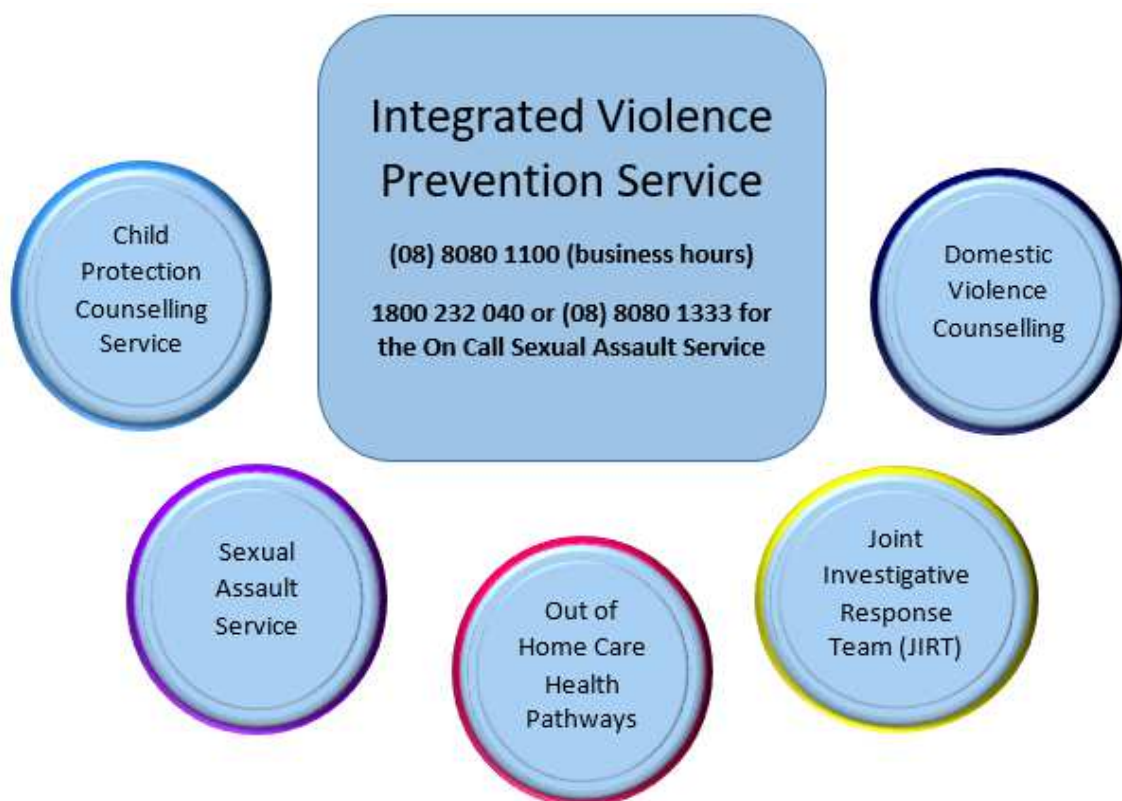 Integrated Violence
Prevention Service
(08) 8080 1100 (business hours)
1800 232 040 or (08) 8080 1333 for
the On Call Sexual Assault Service
Child
Protection
Counselling
Service
Domestic
Violence
Counselling
Sexual
Assault
Service
Out of
Home Care
Health
Pathways
Joint
Investigative
Response
Team (JIRT)